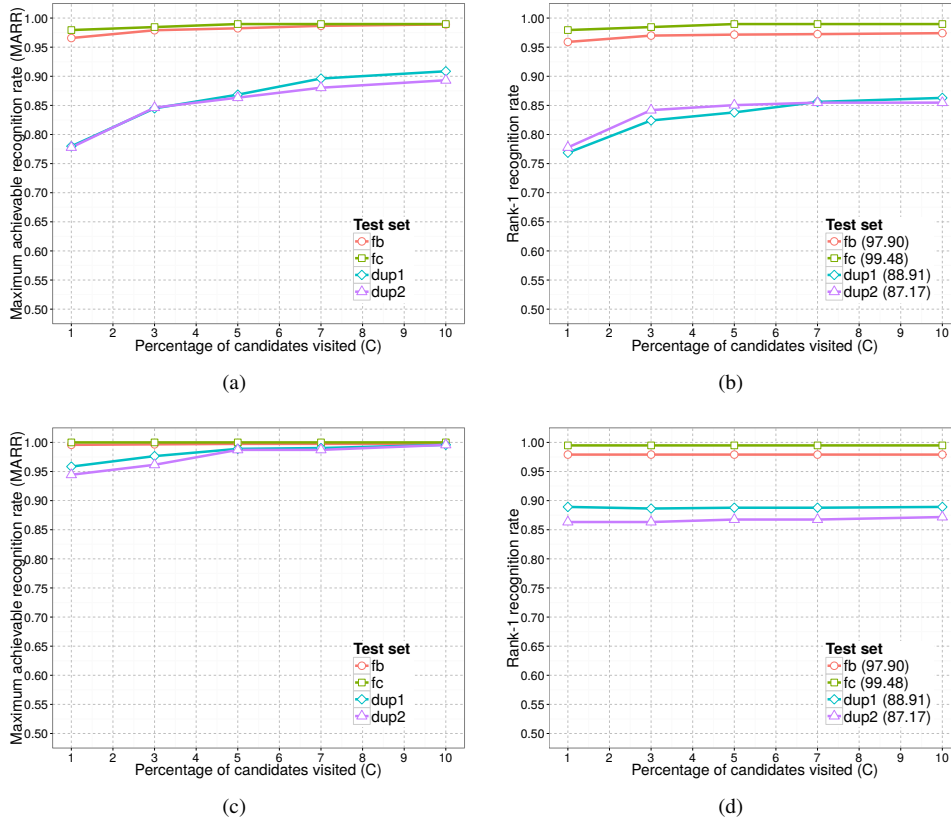 Maximum achievable recognition rate (MARR)
1.00
0.95
0.90
0.85
0.80
0.75
0.70
0.65
0.60
0.55
0.50
Test set
fb
fc
dup1
dup2
1 2 3 4 5 6 7 8 9 10
Percentage of candidates visited (C)
(a)
Rank-1 recognition rate
1.00
0.95
0.90
0.85
0.80
0.75
0.70
0.65
0.60
0.55
0.50
Test set
fb (97.90)
fc (99.48)
dup1 (88.91)
dup2 (87.17)
1 2 3 4 5 6 7 8 9 10
Percentage of candidates visited (C)
(b)
Maximum achievable recognition rate (MARR)
1.00
0.95
0.90
0.85
0.80
0.75
0.70
0.65
0.60
0.55
0.50
Test set
fb
fc
dup1
dup2
1 2 3 4 5 6 7 8 9 10
Percentage of candidates visited (C)
(c)
Rank-1 recognition rate
1.00
0.95
0.90
0.85
0.80
0.75
0.70
0.65
0.60
0.55
0.50
Test set
fb (97.90)
fc (99.48)
dup1 (88.91)
dup2 (87.17)
1 2 3 4 5 6 7 8 9 10
Percentage of candidates visited (C)
(d)